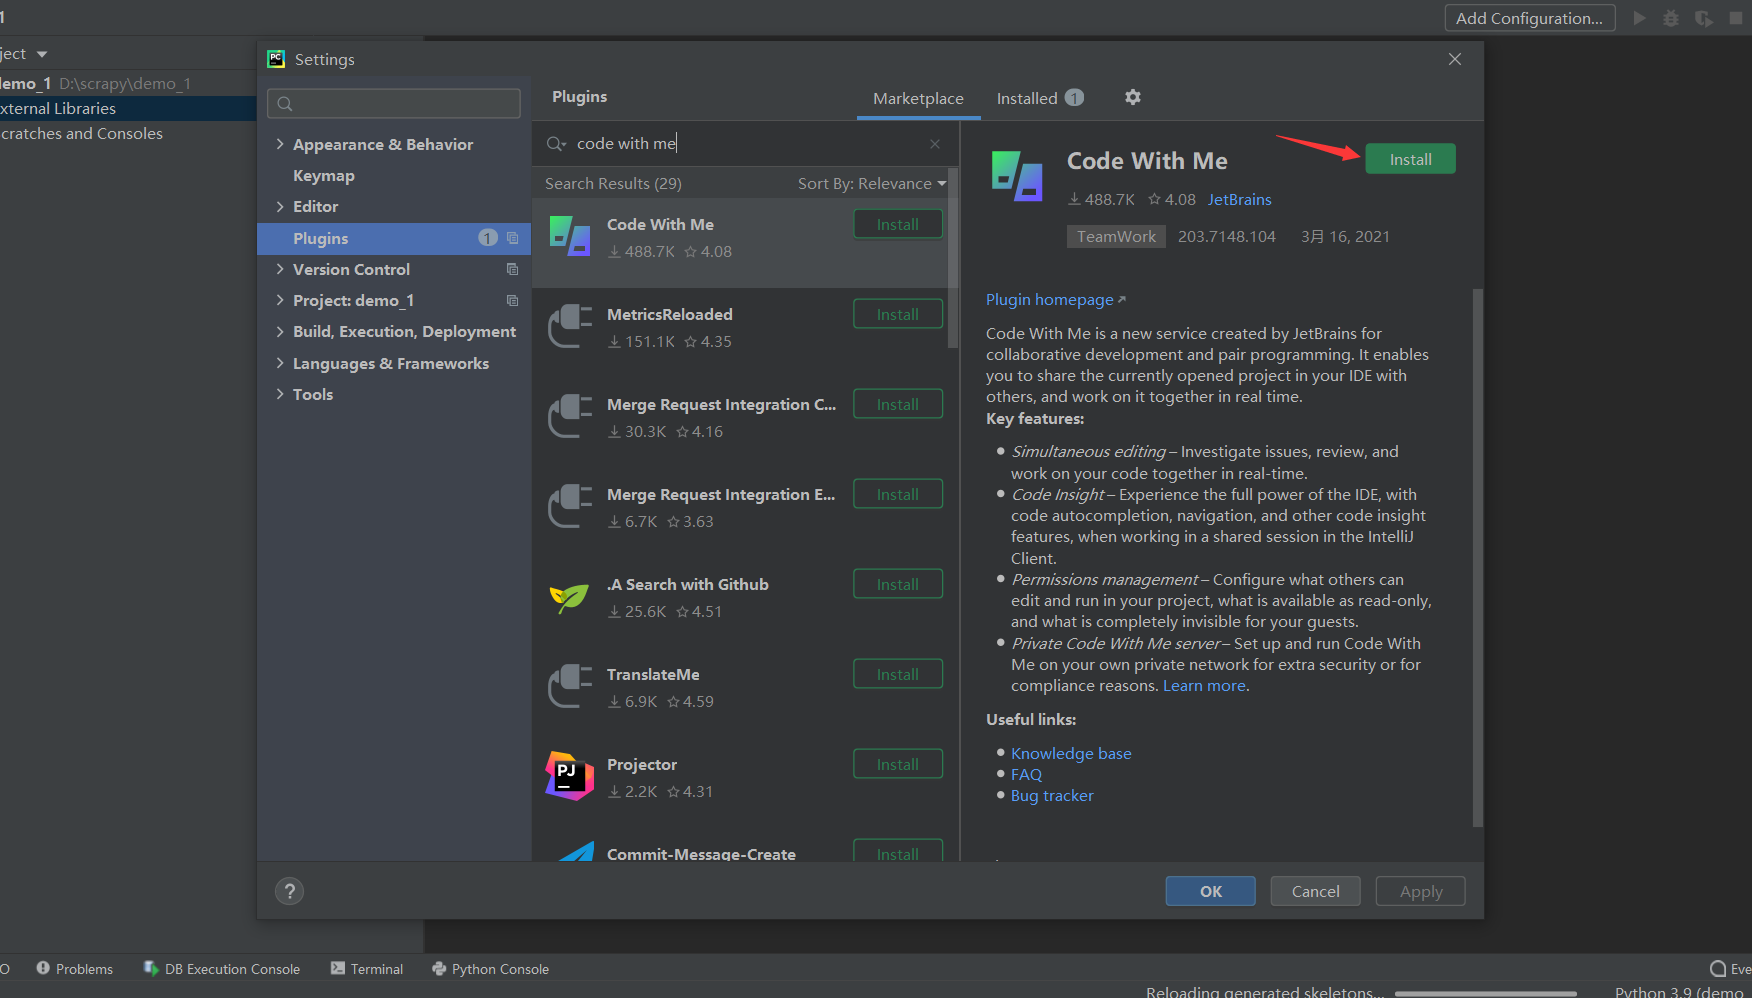 1
Add Configuration...
ject
demo_1 D:\scrapy\demo_1
xternal Libraries
cratches and Consoles
PC
Settings
Appearance & Behavior
Keymap
Editor
Plugins 1
Version Control
Project: demo_1
Build, Execution, Deployment
Languages & Frameworks
Tools
Plugins
Marketplace
Installed 1
code with me
Search Results (29)
Sort By: Relevance
Code With Me
488.7K 4.08
Install
MetricsReloaded
151.1K 4.35
Install
Merge Request Integration C...
30.3K 4.16
Install
Merge Request Integration E...
6.7K 3.63
Install
.A Search with Github
25.6K 4.51
Install
TranslateMe
6.9K 4.59
Install
PJ
Projector
2.2K 4.31
Install
Commit-Message-Create
Install
Code With Me
Install
488.7K 4.08 JetBrains
TeamWork 203.7148.104 3月 16, 2021
Plugin homepage
Code With Me is a new service created by JetBrains for
collaborative development and pair programming. It enables
you to share the currently opened project in your IDE with
others, and work on it together in real time.
Key features:
Simultaneous editing – Investigate issues, review, and
work on your code together in real-time.
Code Insight – Experience the full power of the IDE, with
code autocompletion, navigation, and other code insight
features, when working in a shared session in the IntelliJ
Client.
Permissions management – Configure what others can
edit and run in your project, what is available as read-only,
and what is completely invisible for your guests.
Private Code With Me server – Set up and run Code With
Me on your own private network for extra security or for
compliance reasons. Learn more.
Useful links:
Knowledge base
FAQ
Bug tracker
?
OK
Cancel
Apply
O
Problems
DB Execution Console
Terminal
Python Console
Eve
Reloading generated skeletons...
Python 3.9 (demo